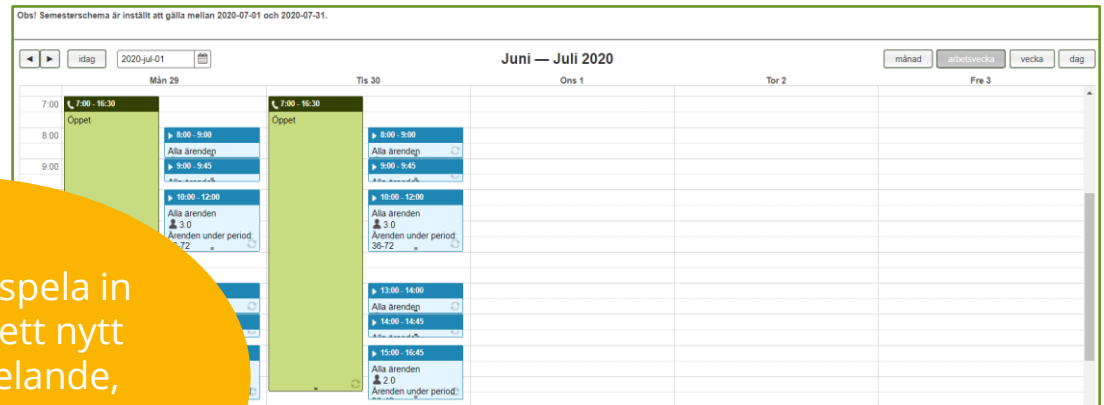 Obs! Semesterschema är inställt att gälla mellan 2020-07-01 och 2020-07-31.
idag 2020-jul-01 Juni — Juli 2020 månad arbetsvecka vecka dag
Mån 29 Tis 30 Ons 1 Tor 2 Fre 3
7:00
8:00
9:00
7:00 - 16:30
Öppet
8:00 - 9:00
Alla ärenden
9:00 - 9:45
10:00 - 12:00
Alla ärenden
3.0
Ärenden under period:
7:00 - 16:30
Öppet
8:00 - 9:00
Alla ärenden
9:00 - 9:45
10:00 - 12:00
Alla ärenden
3.0
Ärenden under period:
36-72
13:00 - 14:00
Alla ärenden
14:00 - 14:45
15:00 - 16:45
Alla ärenden
2.0
Ärenden under period:
spela in
ett nytt